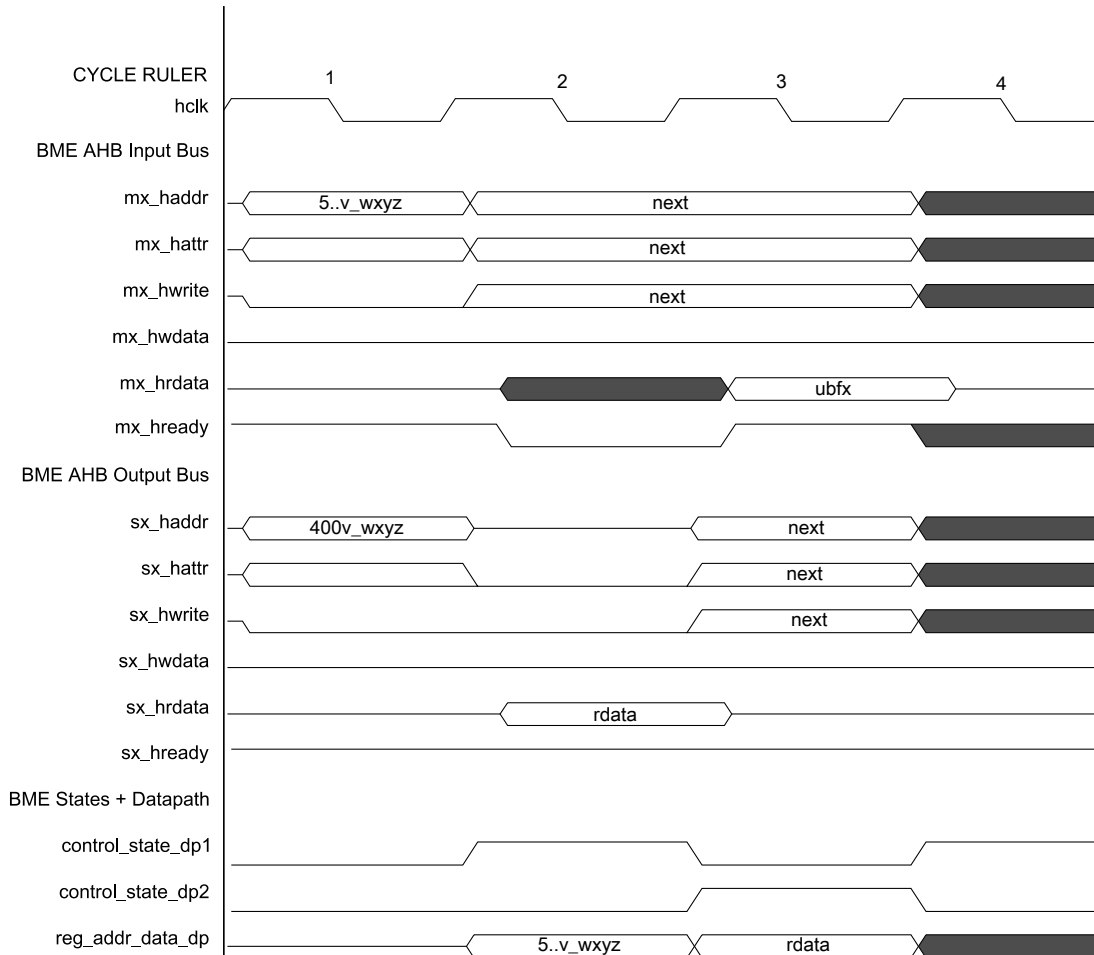 CYCLE RULER 1 2 3 4
hclk
BME AHB Input Bus
mx_haddr 5..v_wxyz next
mx_hattr next
mx_hwrite next
mx_hwdata
mx_hrdata ubfx
mx_hready
BME AHB Output Bus
sx_haddr 400v_wxyz next
sx_hattr next
sx_hwrite next
sx_hwdata
sx_hrdata rdata
sx_hready
BME States + Datapath
control_state_dp1
control_state_dp2
reg_addr_data_dp 5..v_wxyz rdata